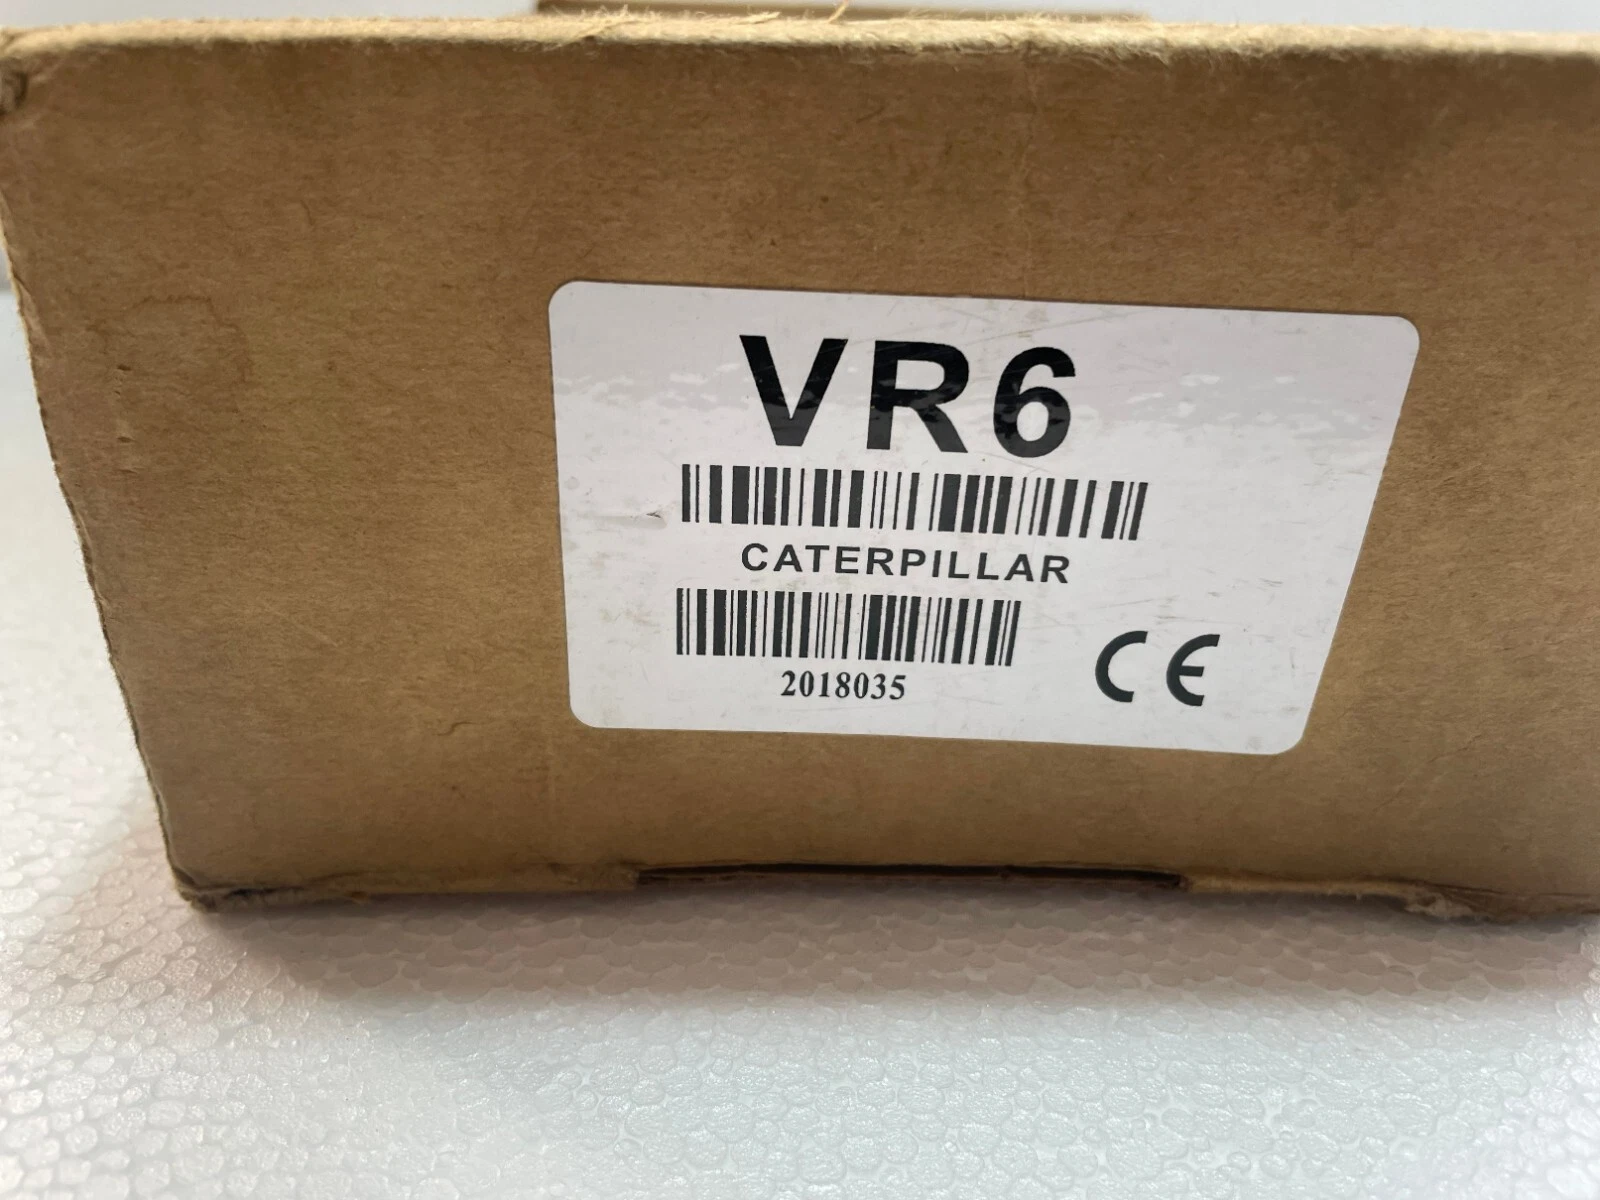 VR6
CATERPILLAR
2018035
CE